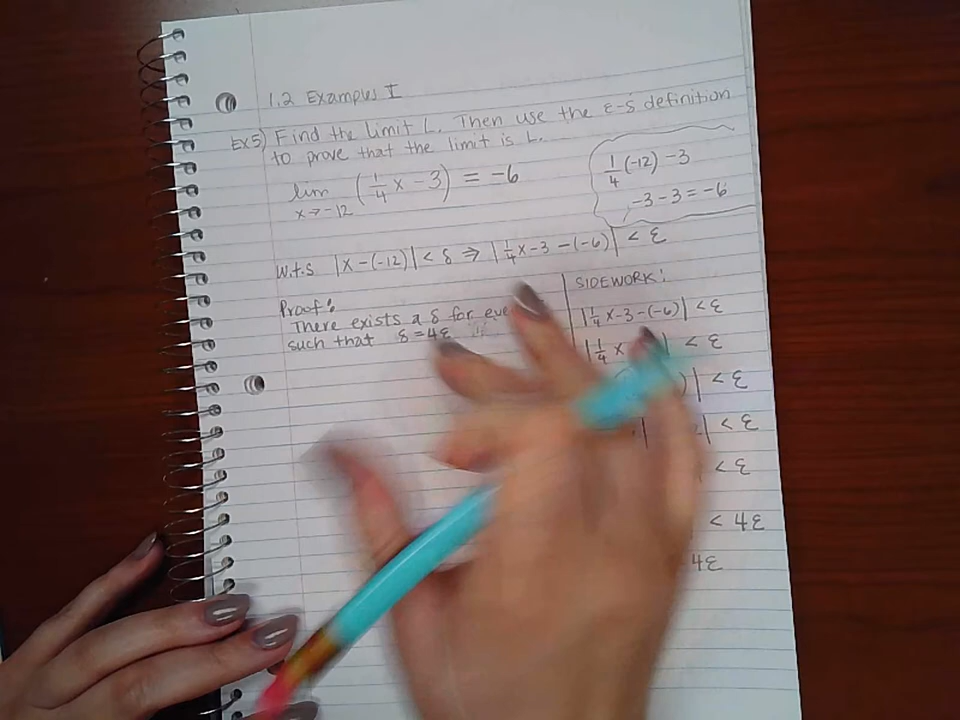 1.2 Examples I
Ex5) Find the limit L. Then use the ε-δ definition
to prove that the limit is L.
lim x→-12 (1/4 x - 3) = -6
1/4 (-12) - 3
-3 - 3 = -6
W.t.s |x-(-12)| < δ ⇒ |1/4 x - 3 - (-6)| < ε
Proof:
There exists a δ for
such that δ = 4ε
SIDEWORK:
|1/4 x - 3 - (-6)| < ε
|1/4 x | < ε
)| < ε
| < ε
< ε
< 4ε
4ε